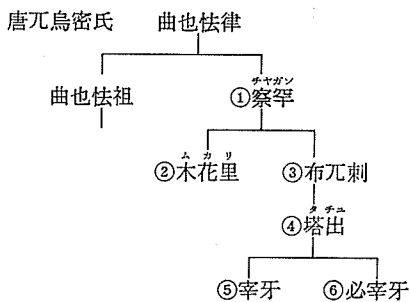 唐兀烏密氏 曲也怯律
曲也怯祖
チヤガン
①察罕
ムカリ
②木花里 ③布兀剌
タチユ
④塔出
⑤宰牙 ⑥必宰牙